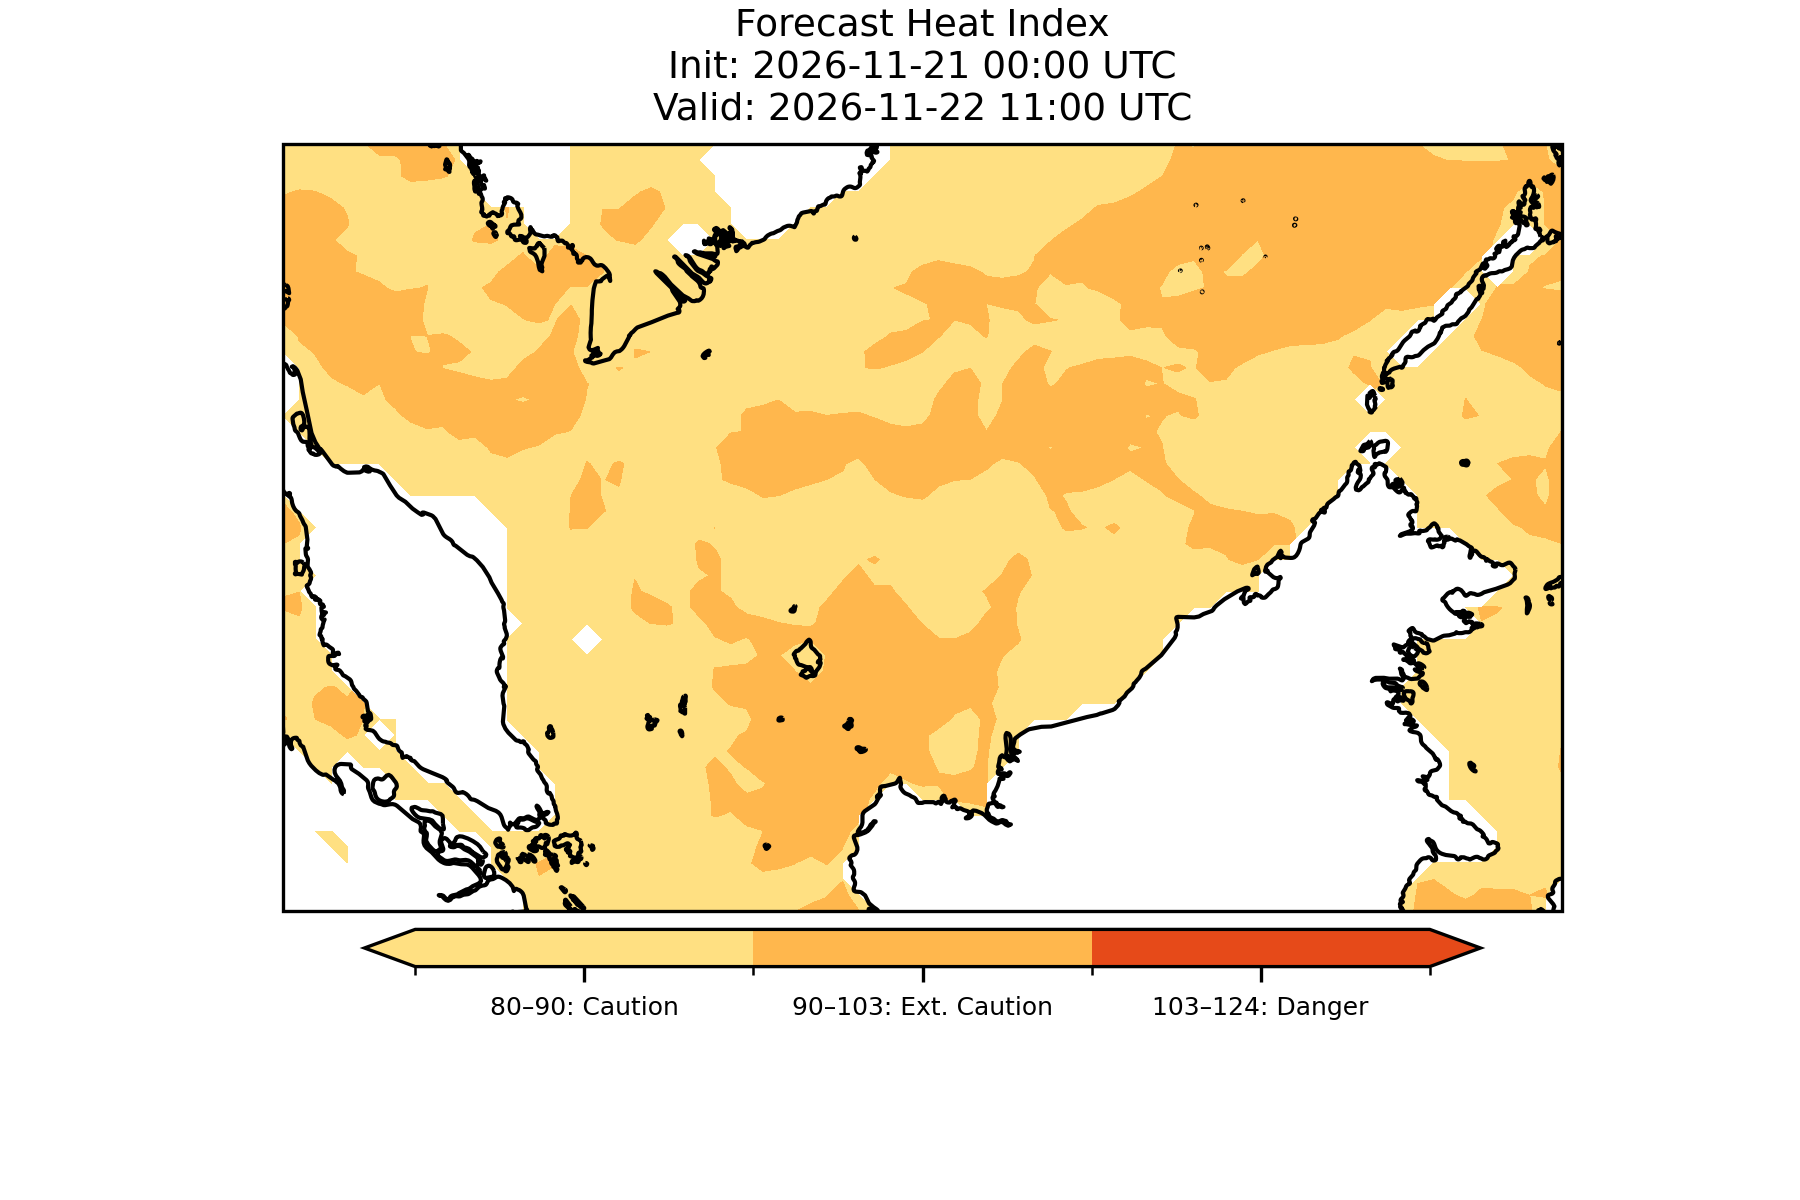 Forecast Heat Index
Init: 2026-11-21 00:00 UTC
Valid: 2026-11-22 11:00 UTC
80–90: Caution
90–103: Ext. Caution
103–124: Danger